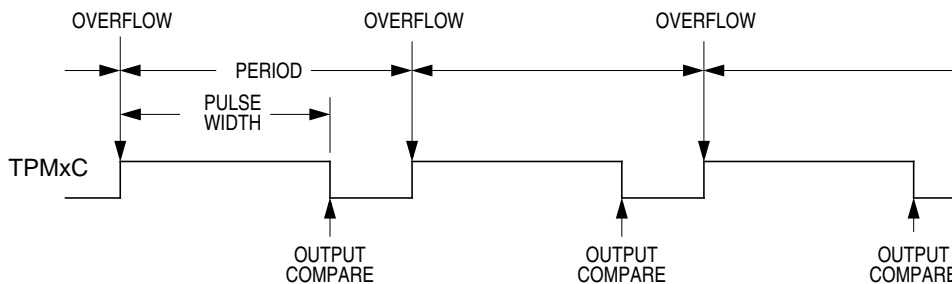 OVERFLOW
OVERFLOW
OVERFLOW
PERIOD
PULSE
WIDTH
TPMxC
OUTPUT
COMPARE
OUTPUT
COMPARE
OUTPUT
COMPARE